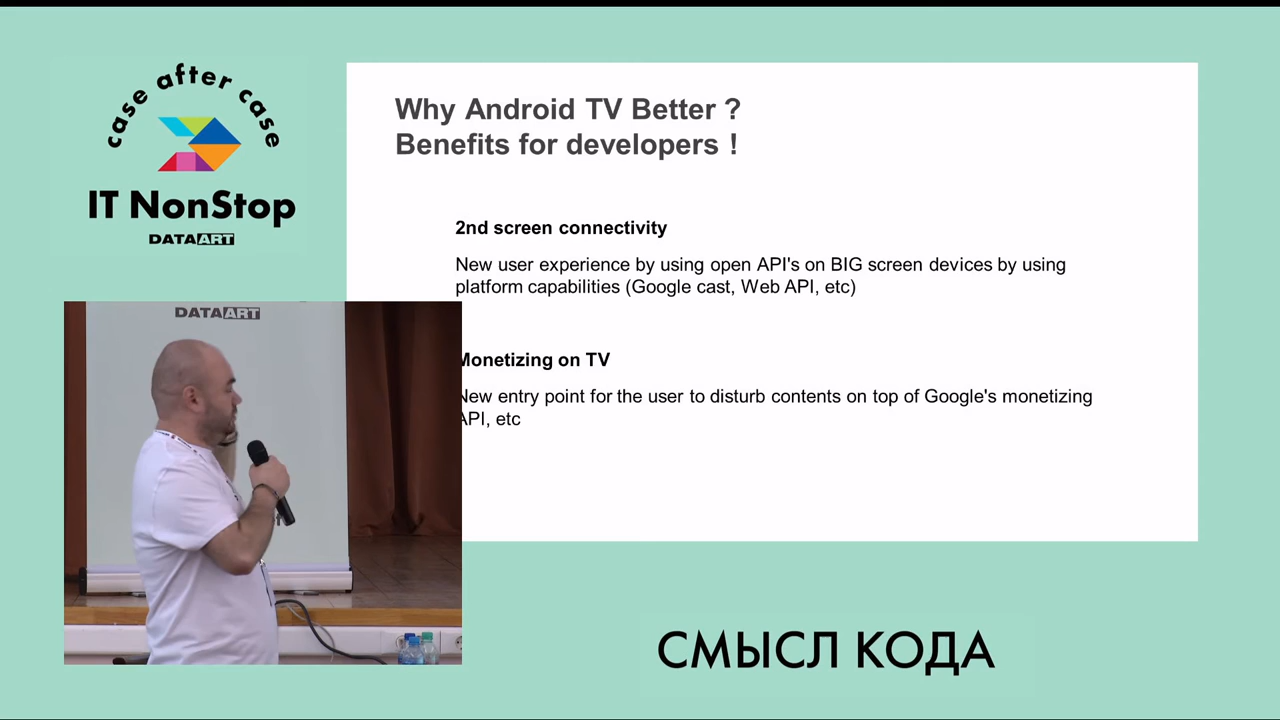 case after case
IT NonStop
DATAART
Why Android TV Better ?
Benefits for developers !
2nd screen connectivity
New user experience by using open API's on BIG screen devices by using
platform capabilities (Google cast, Web API, etc)
Monetizing on TV
New entry point for the user to disturb contents on top of Google's monetizing
API, etc
DATAART
СМЫСЛ КОДА